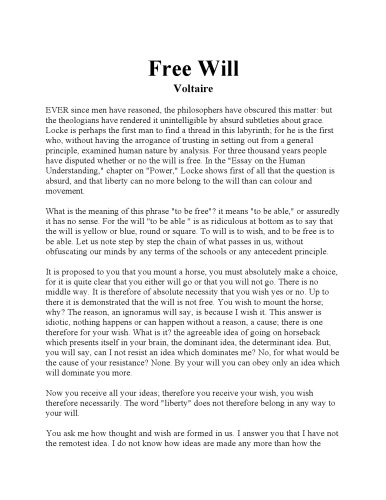 Free Will
Voltaire
EVER since men have reasoned, the philosophers have obscured this matter: but
the theologians have rendered it unintelligible by absurd subtleties about grace.
Locke is perhaps the first man to find a thread in this labyrinth; for he is the first
who, without having the arrogance of trusting in setting out from a general
principle, examined human nature by analysis. For three thousand years people
have disputed whether or no the will is free. In the "Essay on the Human
Understanding," chapter on "Power," Locke shows first of all that the question is
absurd, and that liberty can no more belong to the will than can colour and
movement.
What is the meaning of this phrase "to be free"? it means "to be able," or assuredly
it has no sense. For the will "to be able " is as ridiculous at bottom as to say that
the will is yellow or blue, round or square. To will is to wish, and to be free is to
be able. Let us note step by step the chain of what passes in us, without
obfuscating our minds by any terms of the schools or any antecedent principle.
It is proposed to you that you mount a horse, you must absolutely make a choice,
for it is quite clear that you either will go or that you will not go. There is no
middle way. It is therefore of absolute necessity that you wish yes or no. Up to
there it is demonstrated that the will is not free. You wish to mount the horse;
why? The reason, an ignoramus will say, is because I wish it. This answer is
idiotic, nothing happens or can happen without a reason, a cause; there is one
therefore for your wish. What is it? the agreeable idea of going on horseback
which presents itself in your brain, the dominant idea, the determinant idea. But,
you will say, can I not resist an idea which dominates me? No, for what would be
the cause of your resistance? None. By your will you can obey only an idea which
will dominate you more.
Now you receive all your ideas; therefore you receive your wish, you wish
therefore necessarily. The word "liberty" does not therefore belong in any way to
your will.
You ask me how thought and wish are formed in us. I answer you that I have not
the remotest idea. I do not know how ideas are made any more than how the